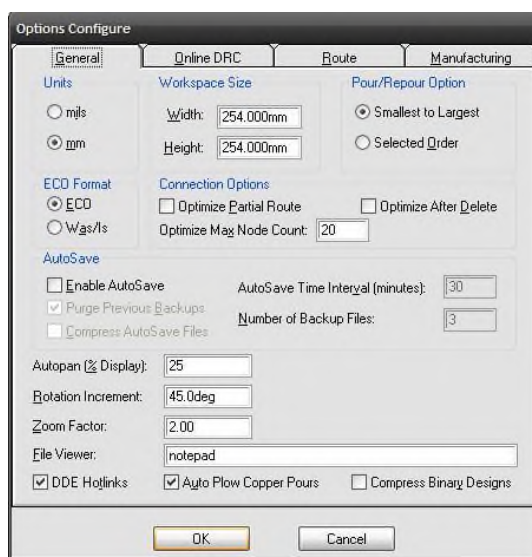 Options Configure
General Online DRC Route Manufacturing
Units Workspace Size Pour/Repour Option
mils Width: 254.000mm Smallest to Largest
mm Height: 254.000mm Selected Order
ECO Format Connection Options
ECO Optimize Partial Route Optimize After Delete
Was/Is Optimize Max Node Count: 20
AutoSave
Enable AutoSave AutoSave Time Interval (minutes): 30
Purge Previous Backups
Compress AutoSave Files Number of Backup Files: 3
Autopan (% Display): 25
Rotation Increment: 45.0deg
Zoom Factor: 2.00
File Viewer: notepad
DDE Hotlinks Auto Plow Copper Pours Compress Binary Designs
OK Cancel